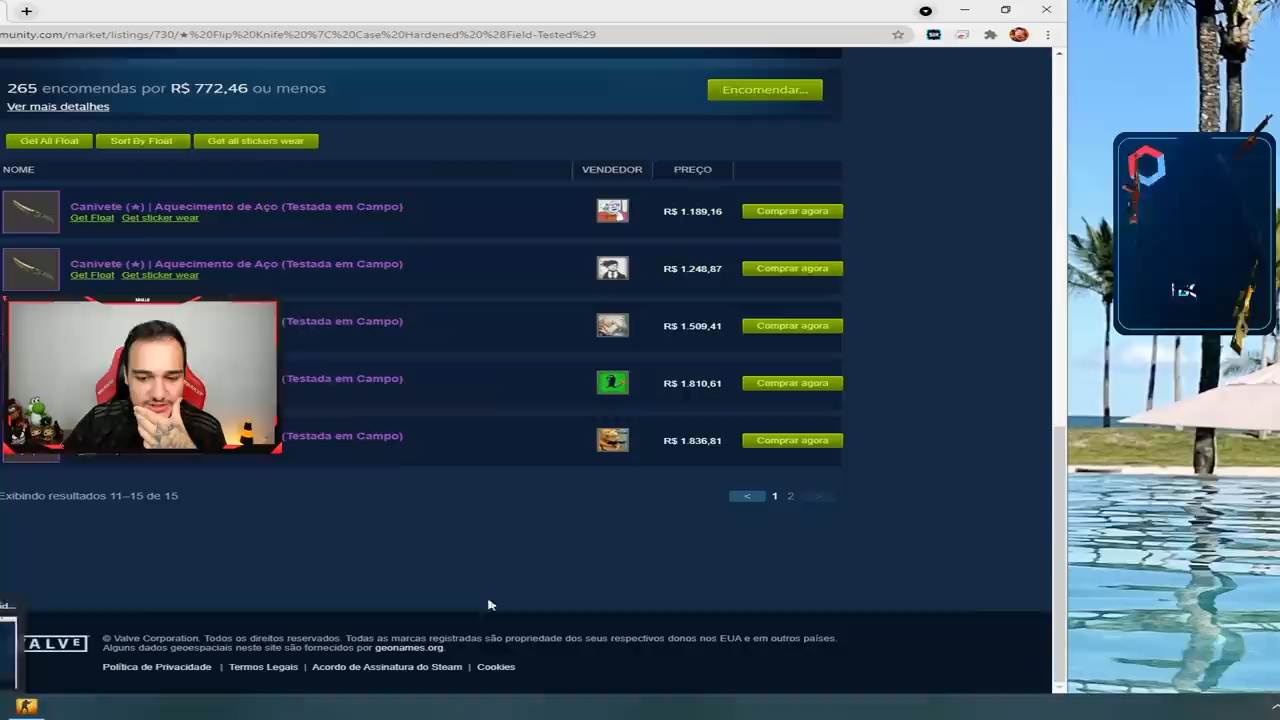 munity.com/market/listings/730/★%20Flip%20Knife%20%7C%20Case%20Hardened%20%28Field-Tested%29
265 encomendas por R$ 772,46 ou menos
Encomendar...
Ver mais detalhes
Get All Float
Sort By Float
Get all stickers wear
NOME
VENDEDOR
PREÇO
Canivete (★) | Aquecimento de Aço (Testada em Campo)
Get Float
Get sticker wear
R$ 1.189,16
Comprar agora
Canivete (★) | Aquecimento de Aço (Testada em Campo)
Get Float
Get sticker wear
R$ 1.248,87
Comprar agora
(Testada em Campo)
R$ 1.509,41
Comprar agora
(Testada em Campo)
R$ 1.810,61
Comprar agora
(Testada em Campo)
R$ 1.836,81
Comprar agora
Exibindo resultados 11–15 de 15
< 1 2 >
ALVE
© Valve Corporation. Todos os direitos reservados. Todas as marcas registradas são propriedade dos seus respectivos donos nos EUA e em outros países.
Alguns dados geoespaciais neste site são fornecidos por geonames.org.
Política de Privacidade | Termos Legais | Acordo de Assinatura do Steam | Cookies